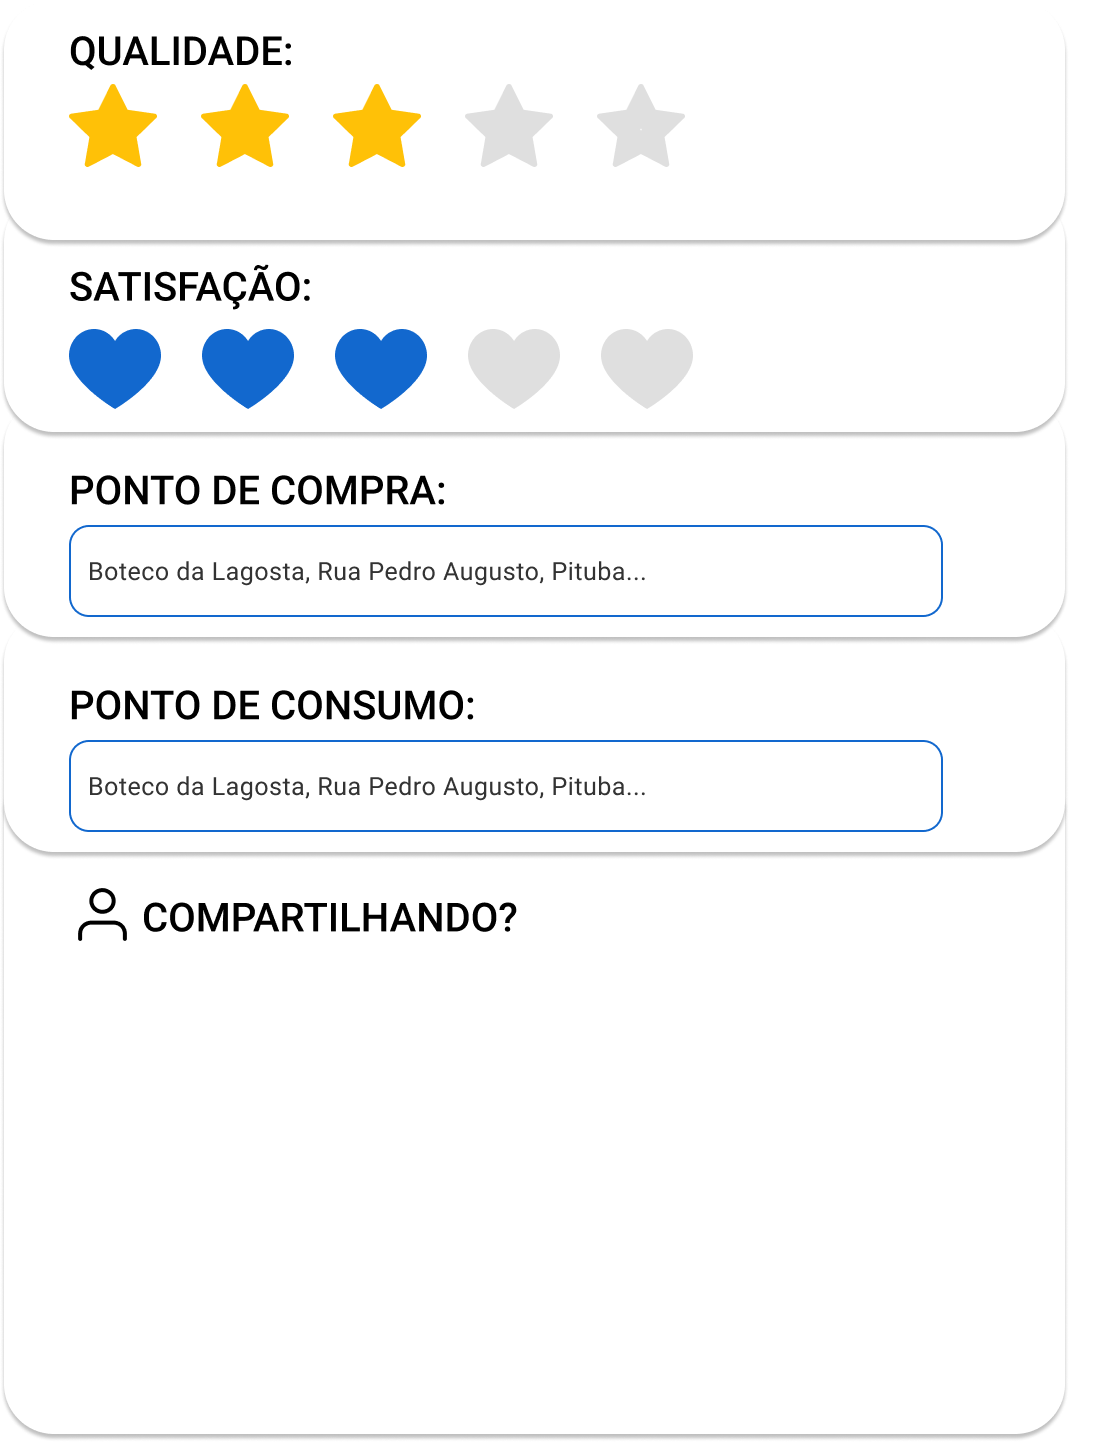 QUALIDADE:
SATISFAÇÃO:
PONTO DE COMPRA:
Boteco da Lagosta, Rua Pedro Augusto, Pituba...
PONTO DE CONSUMO:
Boteco da Lagosta, Rua Pedro Augusto, Pituba...
COMPARTILHANDO?